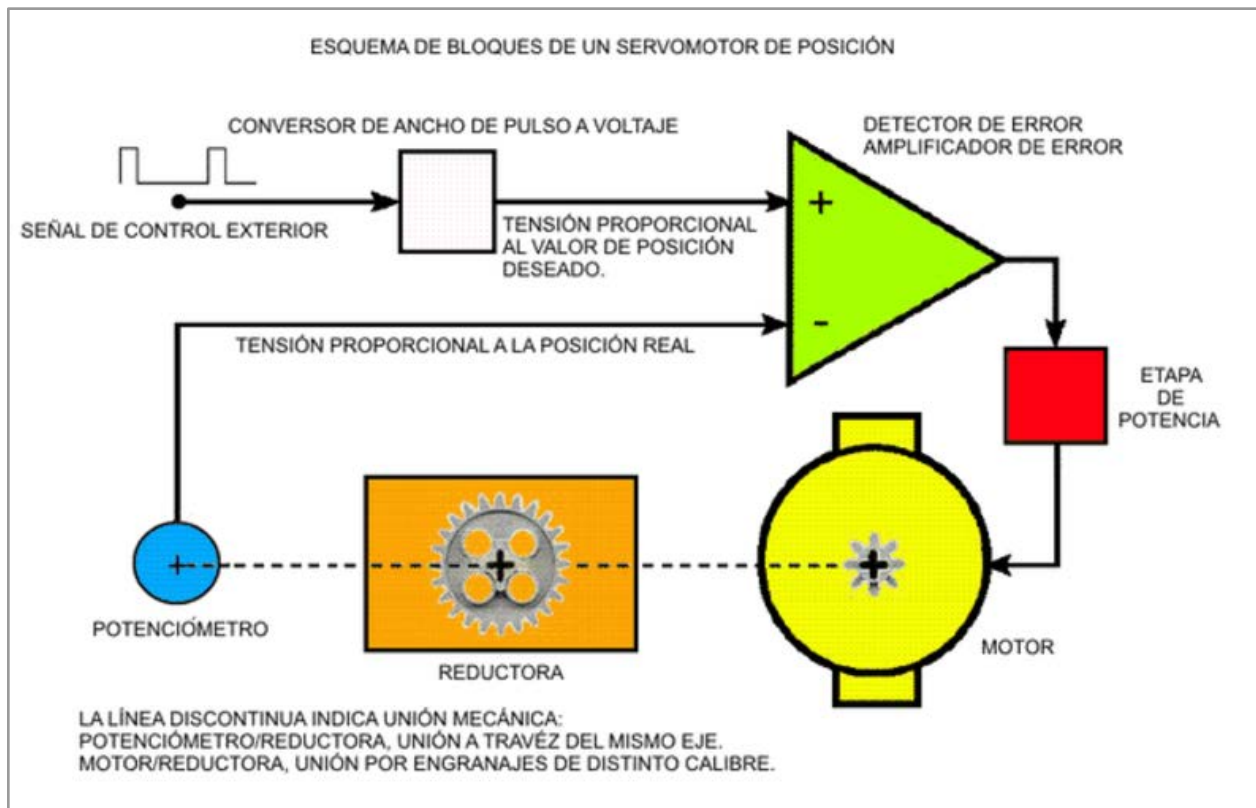 ESQUEMA DE BLOQUES DE UN SERVOMOTOR DE POSICIÓN
CONVERSOR DE ANCHO DE PULSO A VOLTAJE
DETECTOR DE ERROR
AMPLIFICADOR DE ERROR
SEÑAL DE CONTROL EXTERIOR
+
TENSIÓN PROPORCIONAL
AL VALOR DE POSICIÓN
DESEADO.
-
TENSIÓN PROPORCIONAL A LA POSICIÓN REAL
ETAPA
DE
POTENCIA
POTENCIÓMETRO
REDUCTORA
MOTOR
LA LÍNEA DISCONTINUA INDICA UNIÓN MECÁNICA:
POTENCIÓMETRO/REDUCTORA, UNIÓN A TRAVÉZ DEL MISMO EJE.
MOTOR/REDUCTORA, UNIÓN POR ENGRANAJES DE DISTINTO CALIBRE.